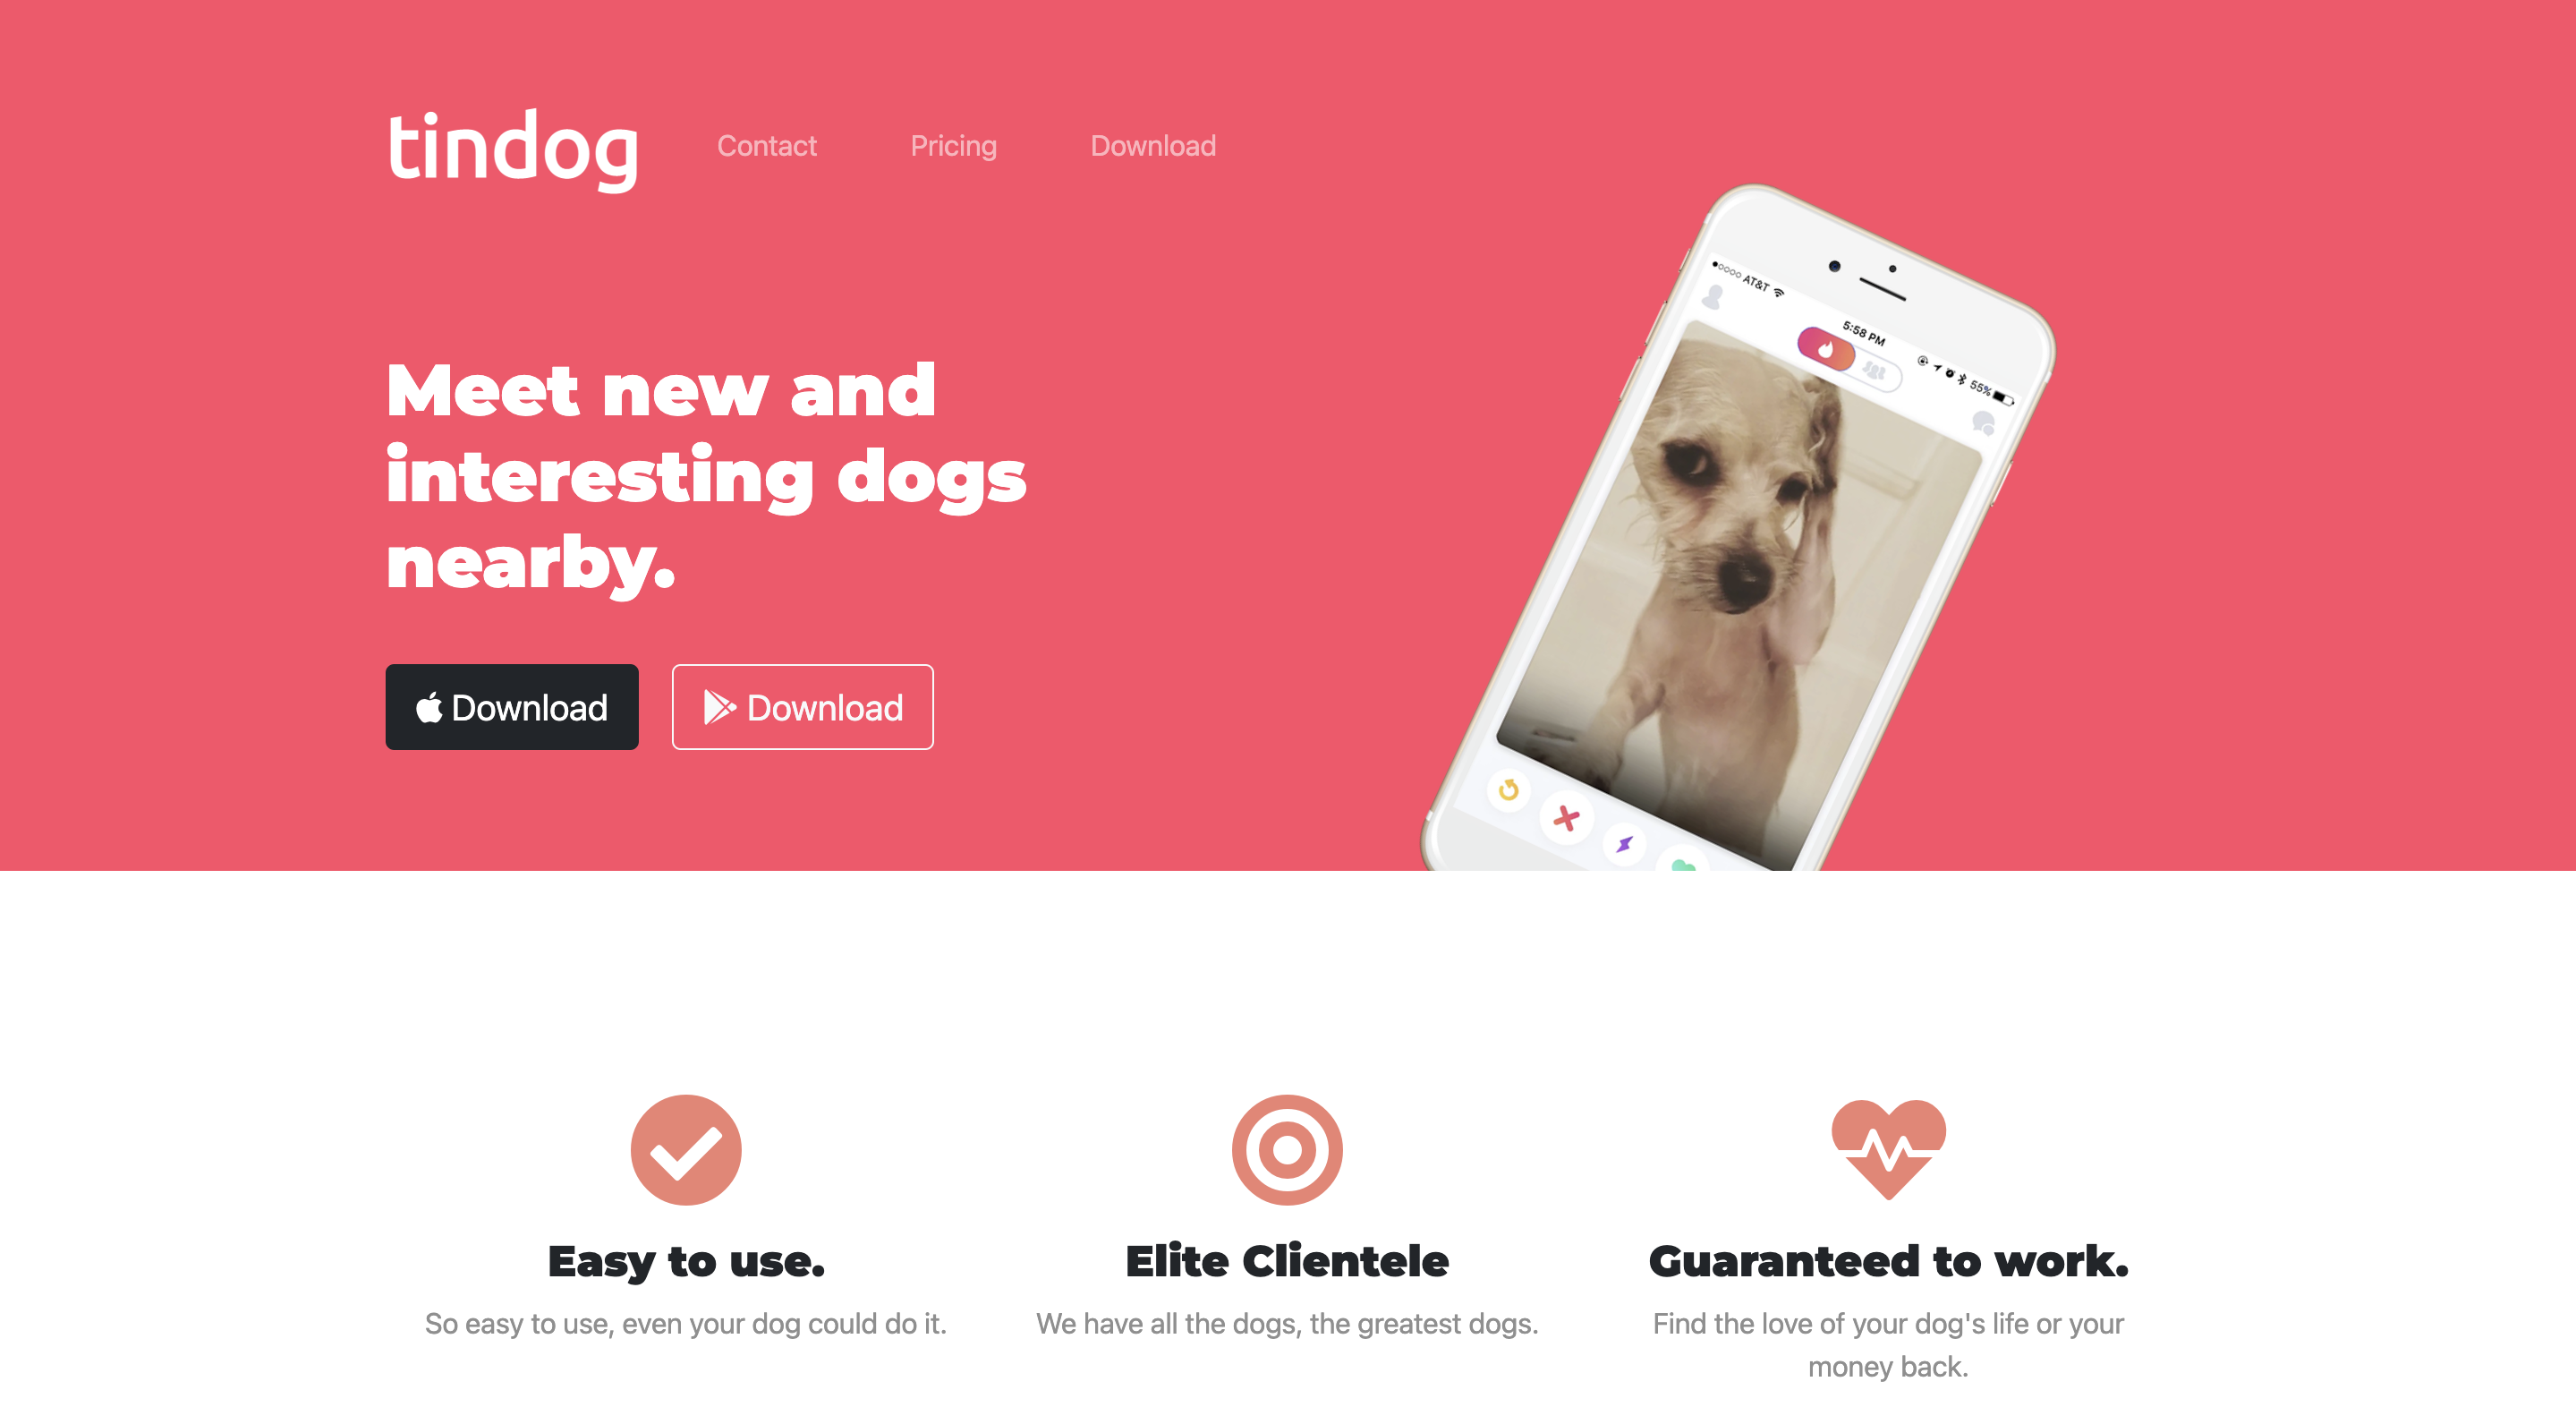 tindog
Contact
Pricing
Download
AT&T
5:58 PM
55%
Meet new and
interesting dogs
nearby.
Download
Download
Easy to use.
So easy to use, even your dog could do it.
Elite Clientele
We have all the dogs, the greatest dogs.
Guaranteed to work.
Find the love of your dog's life or your
money back.